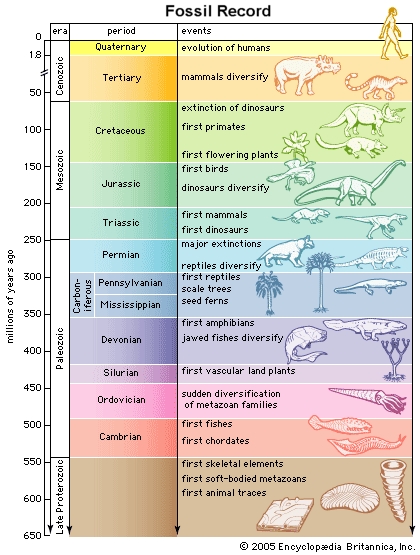 Fossil Record
era period events
0
1.8
50
100
150
200
250
300
350
400
450
500
550
600
650
millions of years ago
Cenozoic
Mesozoic
Paleozoic
Late Proterozoic
Quaternary evolution of humans
Tertiary mammals diversify
extinction of dinosaurs
Cretaceous first primates
first flowering plants
first birds
Jurassic dinosaurs diversify
Triassic first mammals
first dinosaurs
major extinctions
Permian
reptiles diversify
Carbon-
iferous
Pennsylvanian first reptiles
scale trees
Mississippian seed ferns
first amphibians
Devonian jawed fishes diversify
Silurian first vascular land plants
Ordovician sudden diversification
of metazoan families
first fishes
Cambrian
first chordates
first skeletal elements
first soft-bodied metazoans
first animal traces
© 2005 Encyclopædia Britannica, Inc.